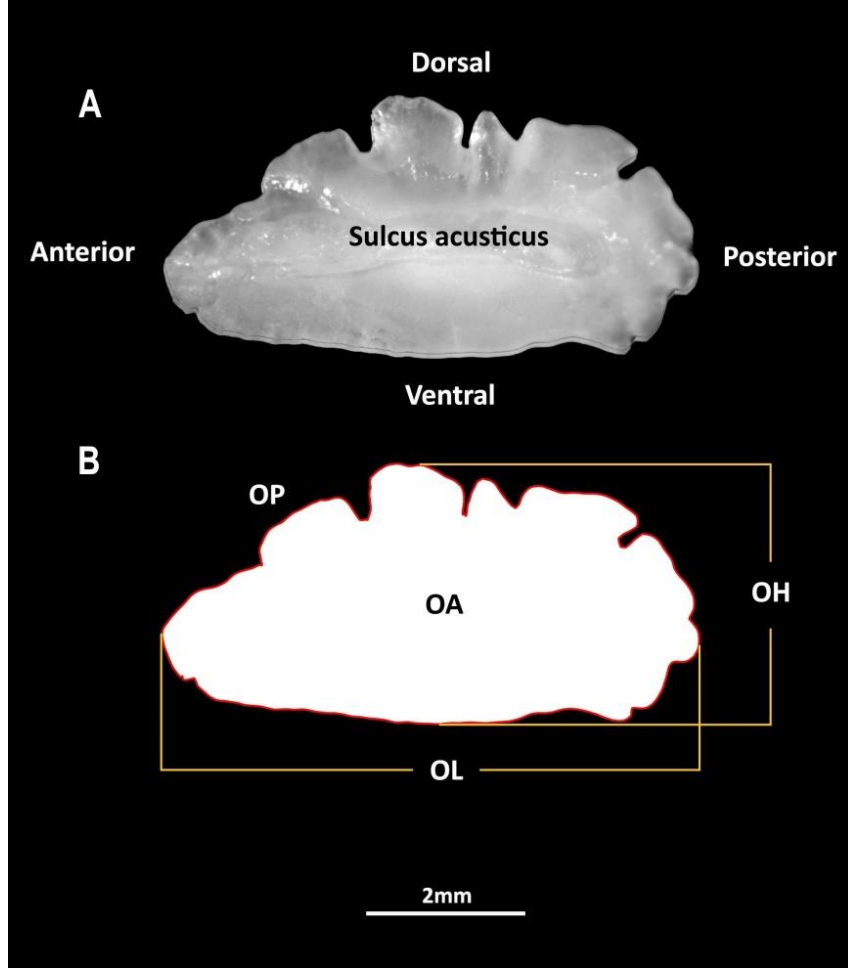 A
Dorsal
Anterior
Sulcus acusticus
Posterior
Ventral
B
OP
OA
OH
OL
2mm